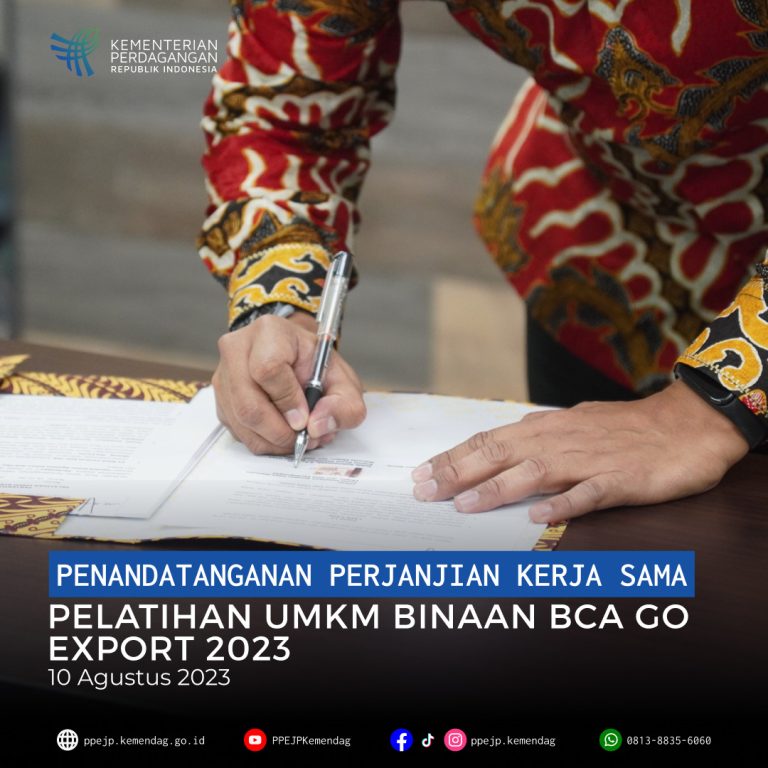 KEMENTERIAN
PERDAGANGAN
REPUBLIK INDONESIA
PENANDATANGANAN PERJANJIAN KERJA SAMA
PELATIHAN UMKM BINAAN BCA GO
EXPORT 2023
10 Agustus 2023
ppejp.kemendag.go.id
PPEJPKemendag
ppejp.kemendag
0813-8835-6060